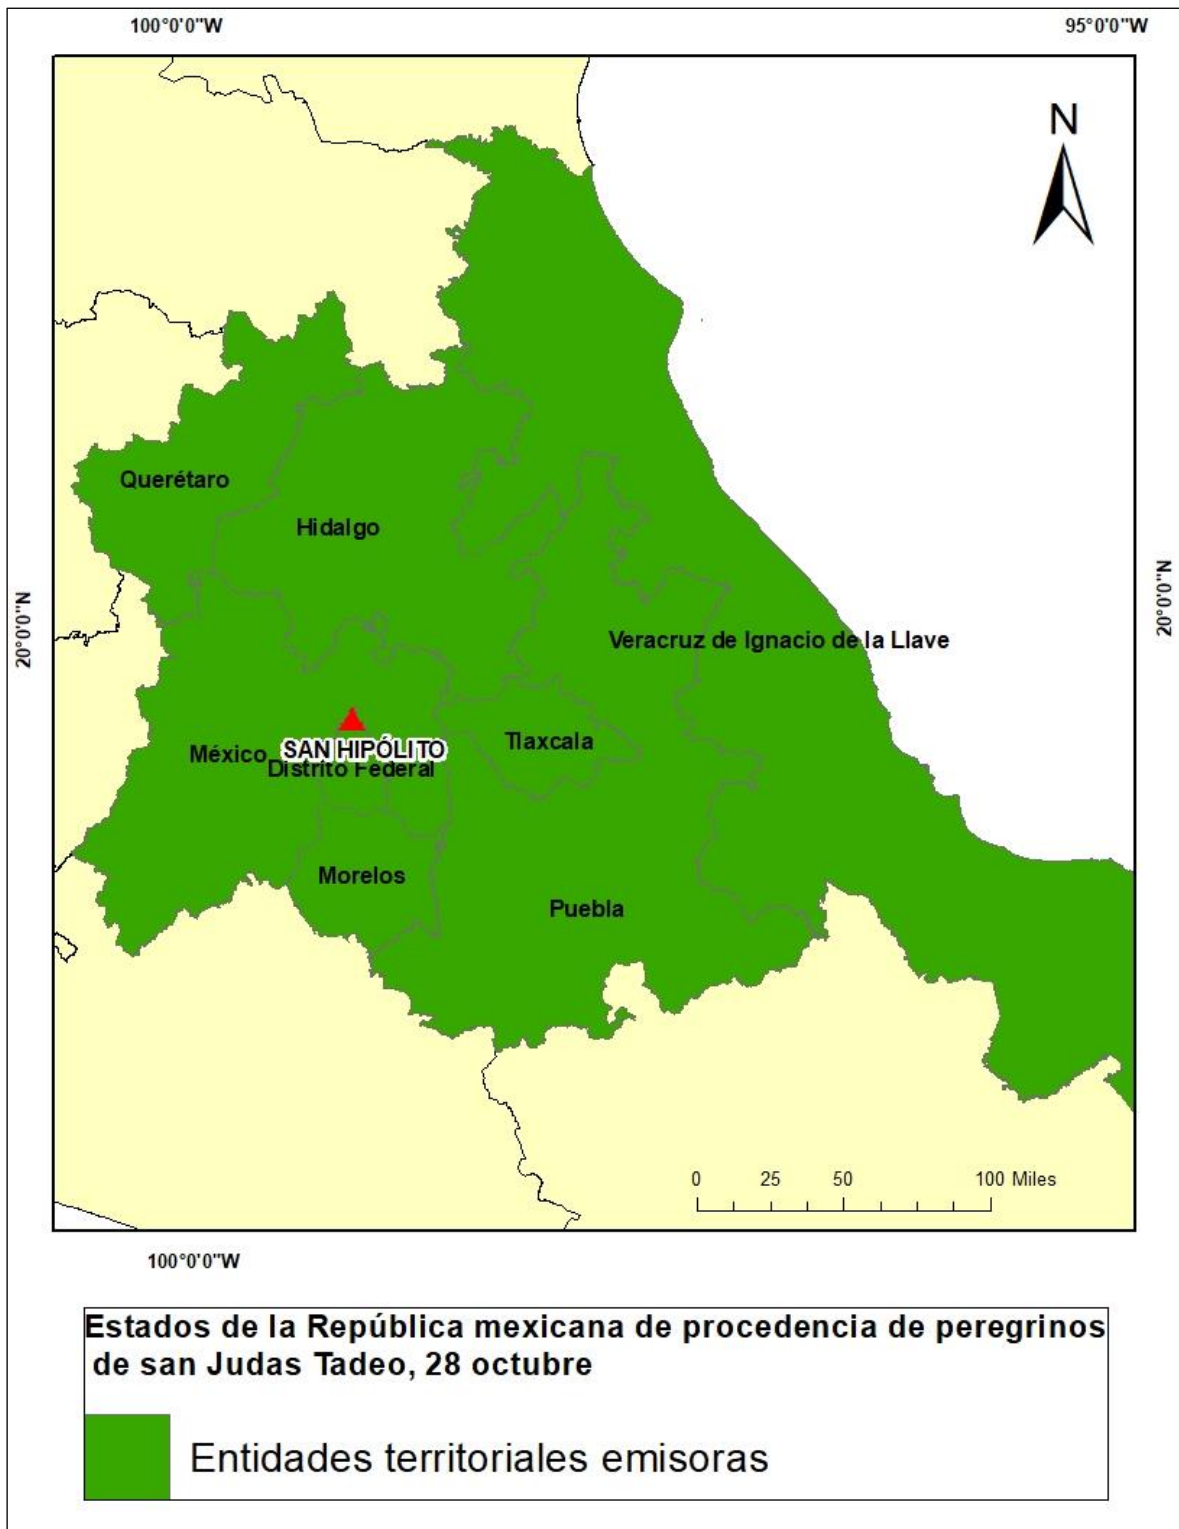 100°0'0"W
95°0'0"W
N
Querétaro
Hidalgo
20°0'0"N
20°0'0"N
Veracruz de Ignacio de la Llave
Tlaxcala
México
SAN HIPÓLITO
Distrito Federal
Morelos
Puebla
0 25 50 100 Miles
100°0'0"W
Estados de la República mexicana de procedencia de peregrinos
de san Judas Tadeo, 28 octubre
Entidades territoriales emisoras